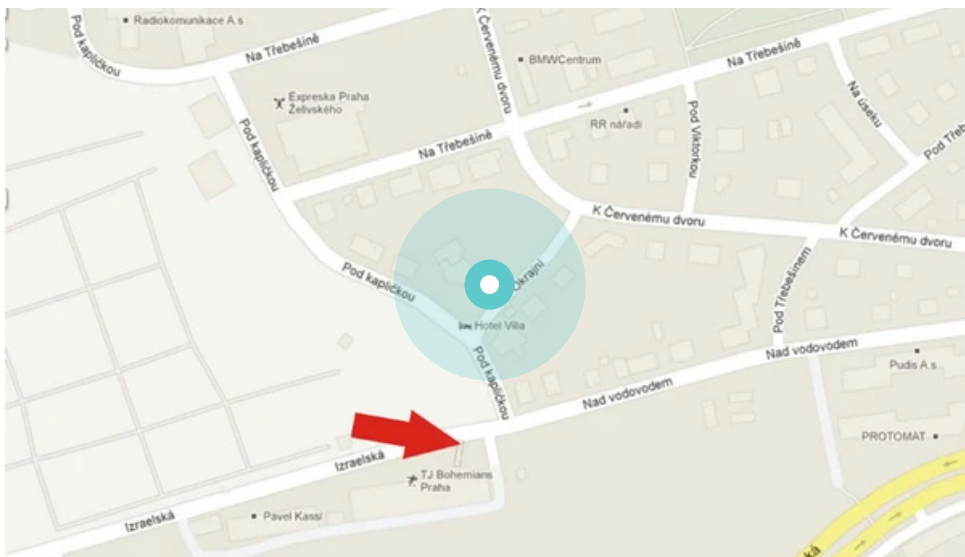 Radiokomunikace A.s
Pod kapličkou
Na Třebešíně
K Červenému dvoru
BMWCentrum
Na Třebešíně
Expreska Praha
Želivského
RR nářadí
Na úseku
Pod kapličkou
Na Třebešíně
Pod Viktorkou
K Červenému dvoru
K Červenému dvoru
Pod kapličkou
Okrajní
Pod Třebešínem
Hotel Villa
Pod kapličkou
Nad vodovodem
Pudis A.s
Nad vodovodem
PROTOMAT
Izraelská
TJ Bohemians
Praha
Izraelská
Pavel Kassl